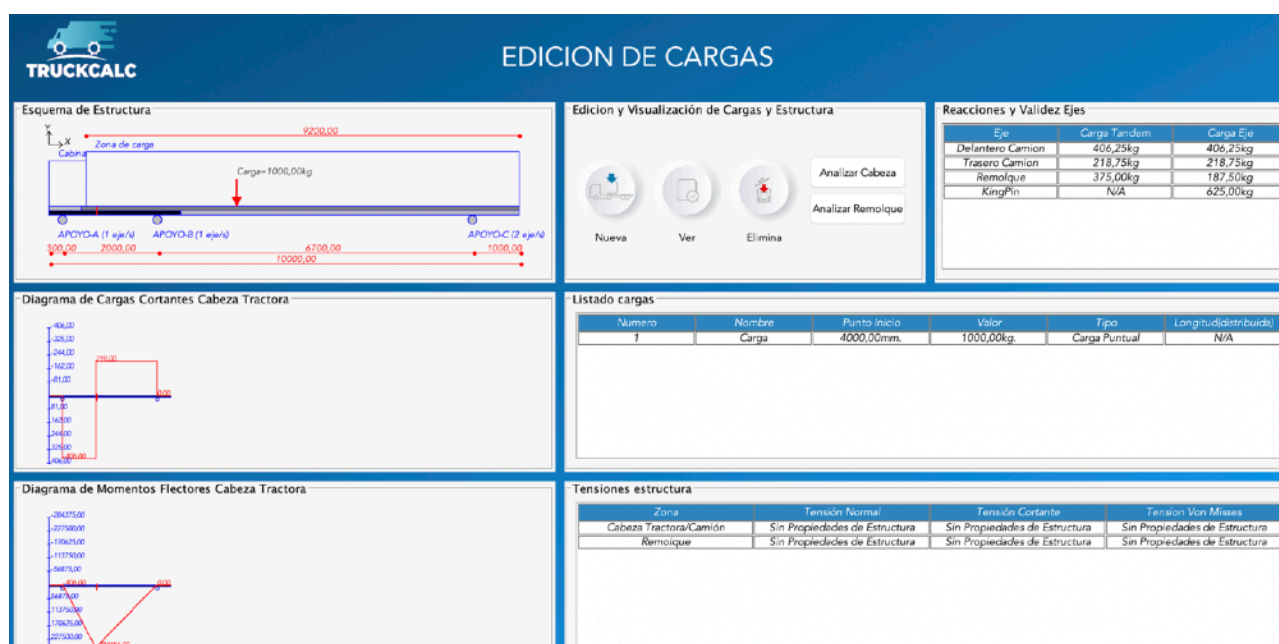 TRUCKCALC
EDICION DE CARGAS
Esquema de Estructura
Y
X
9200,00
Cabina
Zona de carga
Carga=1000,00kg
APOYO-A (1 eje/s)
APOYO-B (1 eje/s)
APOYO-C (2 eje/s)
300,00
2000,00
6700,00
1000,00
10000,00
Edicion y Visualización de Cargas y Estructura
Analizar Cabeza
Analizar Remolque
Nueva
Ver
Elimina
Reacciones y Validez Ejes
Eje Carga Tandem Carga Eje
Delantero Camion 406,25kg 406,25kg
Trasero Camion 218,75kg 218,75kg
Remolque 375,00kg 187,50kg
KingPin N/A 625,00kg
Diagrama de Cargas Cortantes Cabeza Tractora
-406,00
-325,00
-244,00
-162,00
-81,00
219,00
0,00
81,00
162,00
244,00
325,00
406,00
406,00
Listado cargas
Numero Nombre Punto Inicio Valor Tipo Longitud(distribuida)
1 Carga 4000,00mm. 1000,00kg. Carga Puntual N/A
Diagrama de Momentos Flectores Cabeza Tractora
-284375,00
-227500,00
-170625,00
-113750,00
-56875,00
-406,00
0,00
56875,00
113750,00
170625,00
227500,00
Tensiones estructura
Zona Tensión Normal Tensión Cortante Tension Von Misses
Cabeza Tractora/Camión Sin Propiedades de Estructura Sin Propiedades de Estructura Sin Propiedades de Estructura
Remolque Sin Propiedades de Estructura Sin Propiedades de Estructura Sin Propiedades de Estructura